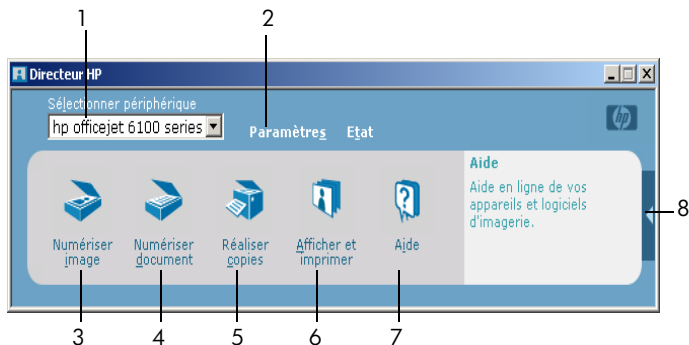 1 2
Directeur HP
Sélectionner périphérique
hp officejet 6100 series
Paramètres Etat
hp
Numériser image
Numériser document
Réaliser copies
Afficher et imprimer
Aide
Aide
Aide en ligne de vos
appareils et logiciels
d'imagerie.
8
3 4 5 6 7